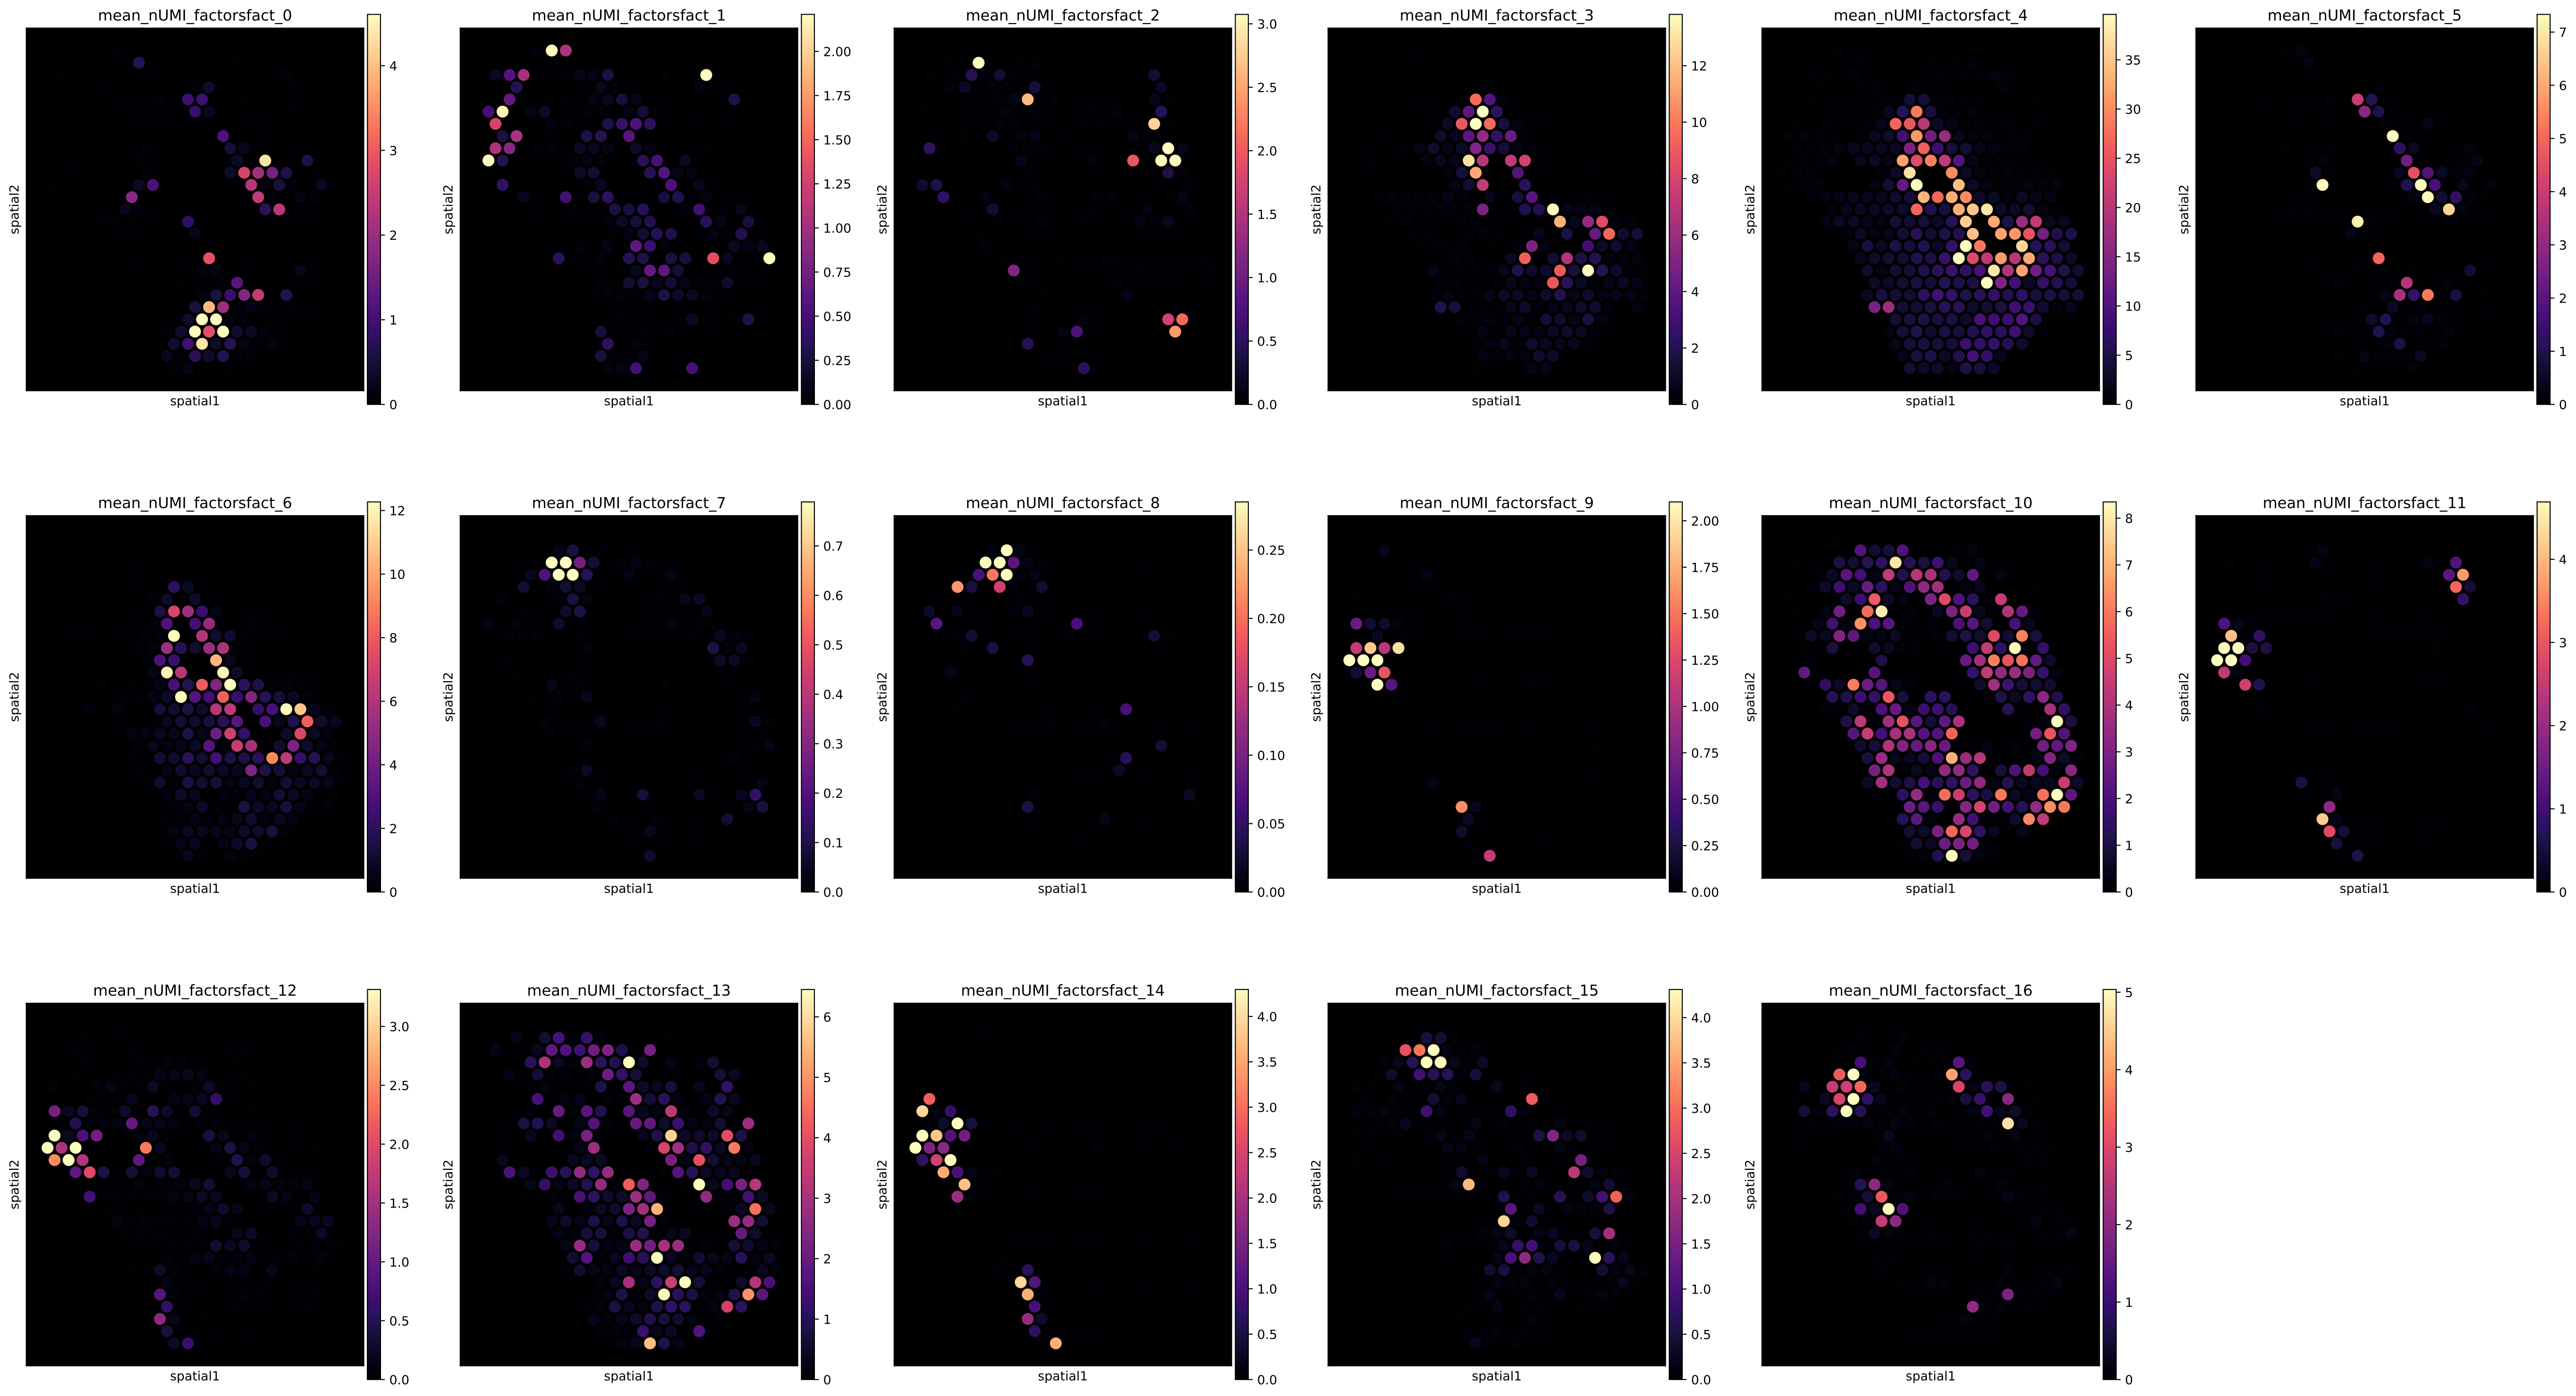 mean_nUMI_factorsfact_0
mean_nUMI_factorsfact_1
mean_nUMI_factorsfact_2
mean_nUMI_factorsfact_3
mean_nUMI_factorsfact_4
mean_nUMI_factorsfact_5
spatial2
spatial1
4
3
2
1
0
spatial2
spatial1
2.00
1.75
1.50
1.25
1.00
0.75
0.50
0.25
0.00
spatial2
spatial1
3.0
2.5
2.0
1.5
1.0
0.5
0.0
spatial2
spatial1
12
10
8
6
4
2
0
spatial2
spatial1
35
30
25
20
15
10
5
0
spatial2
spatial1
7
6
5
4
3
2
1
0
mean_nUMI_factorsfact_6
mean_nUMI_factorsfact_7
mean_nUMI_factorsfact_8
mean_nUMI_factorsfact_9
mean_nUMI_factorsfact_10
mean_nUMI_factorsfact_11
spatial2
spatial1
12
10
8
6
4
2
0
spatial2
spatial1
0.7
0.6
0.5
0.4
0.3
0.2
0.1
0.0
spatial2
spatial1
0.25
0.20
0.15
0.10
0.05
0.00
spatial2
spatial1
2.00
1.75
1.50
1.25
1.00
0.75
0.50
0.25
0.00
spatial2
spatial1
8
7
6
5
4
3
2
1
0
spatial2
spatial1
4
3
2
1
0
mean_nUMI_factorsfact_12
mean_nUMI_factorsfact_13
mean_nUMI_factorsfact_14
mean_nUMI_factorsfact_15
mean_nUMI_factorsfact_16
spatial2
spatial1
3.0
2.5
2.0
1.5
1.0
0.5
0.0
spatial2
spatial1
6
5
4
3
2
1
0
spatial2
spatial1
4.0
3.5
3.0
2.5
2.0
1.5
1.0
0.5
0.0
spatial2
spatial1
4.0
3.5
3.0
2.5
2.0
1.5
1.0
0.5
0.0
spatial2
spatial1
5
4
3
2
1
0